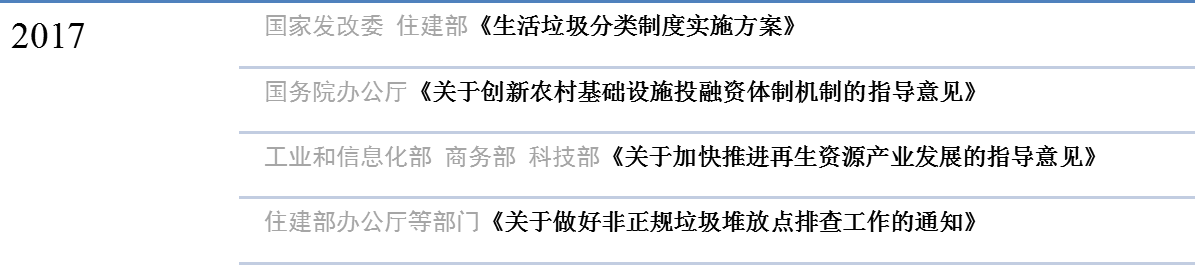 2017
国家发改委 住建部《生活垃圾分类制度实施方案》
国务院办公厅《关于创新农村基础设施投融资体制机制的指导意见》
工业和信息化部 商务部 科技部《关于加快推进再生资源产业发展的指导意见》
住建部办公厅等部门《关于做好非正规垃圾堆放点排查工作的通知》